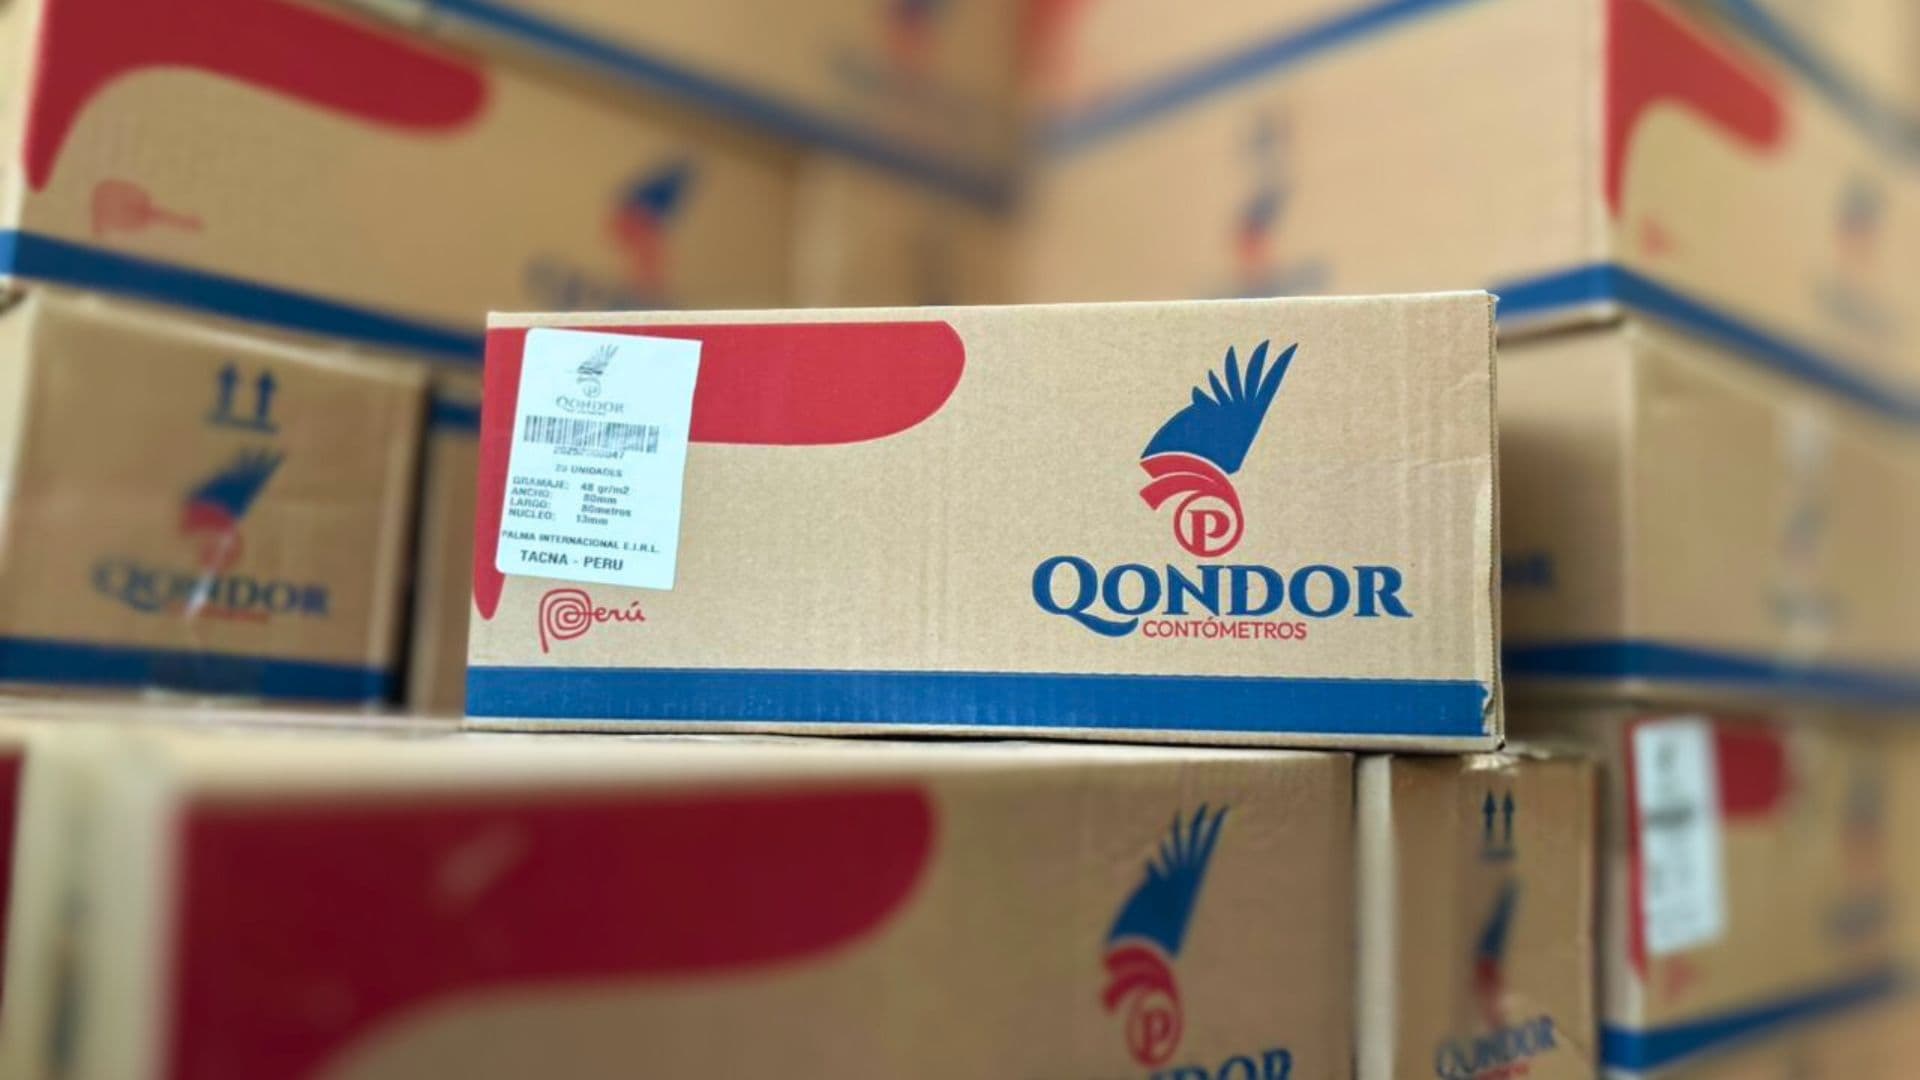 QONDOR
UNIDADES
GRAMAJE: 48 gr/m2
ANCHO: 80mm
LARGO: 80metros
NUCLEO: 13mm
PALMA INTERNACIONAL E.I.R.L.
TACNA - PERU
Perú
P
QONDOR
CONTÓMETROS
QONDOR
P
QONDOR